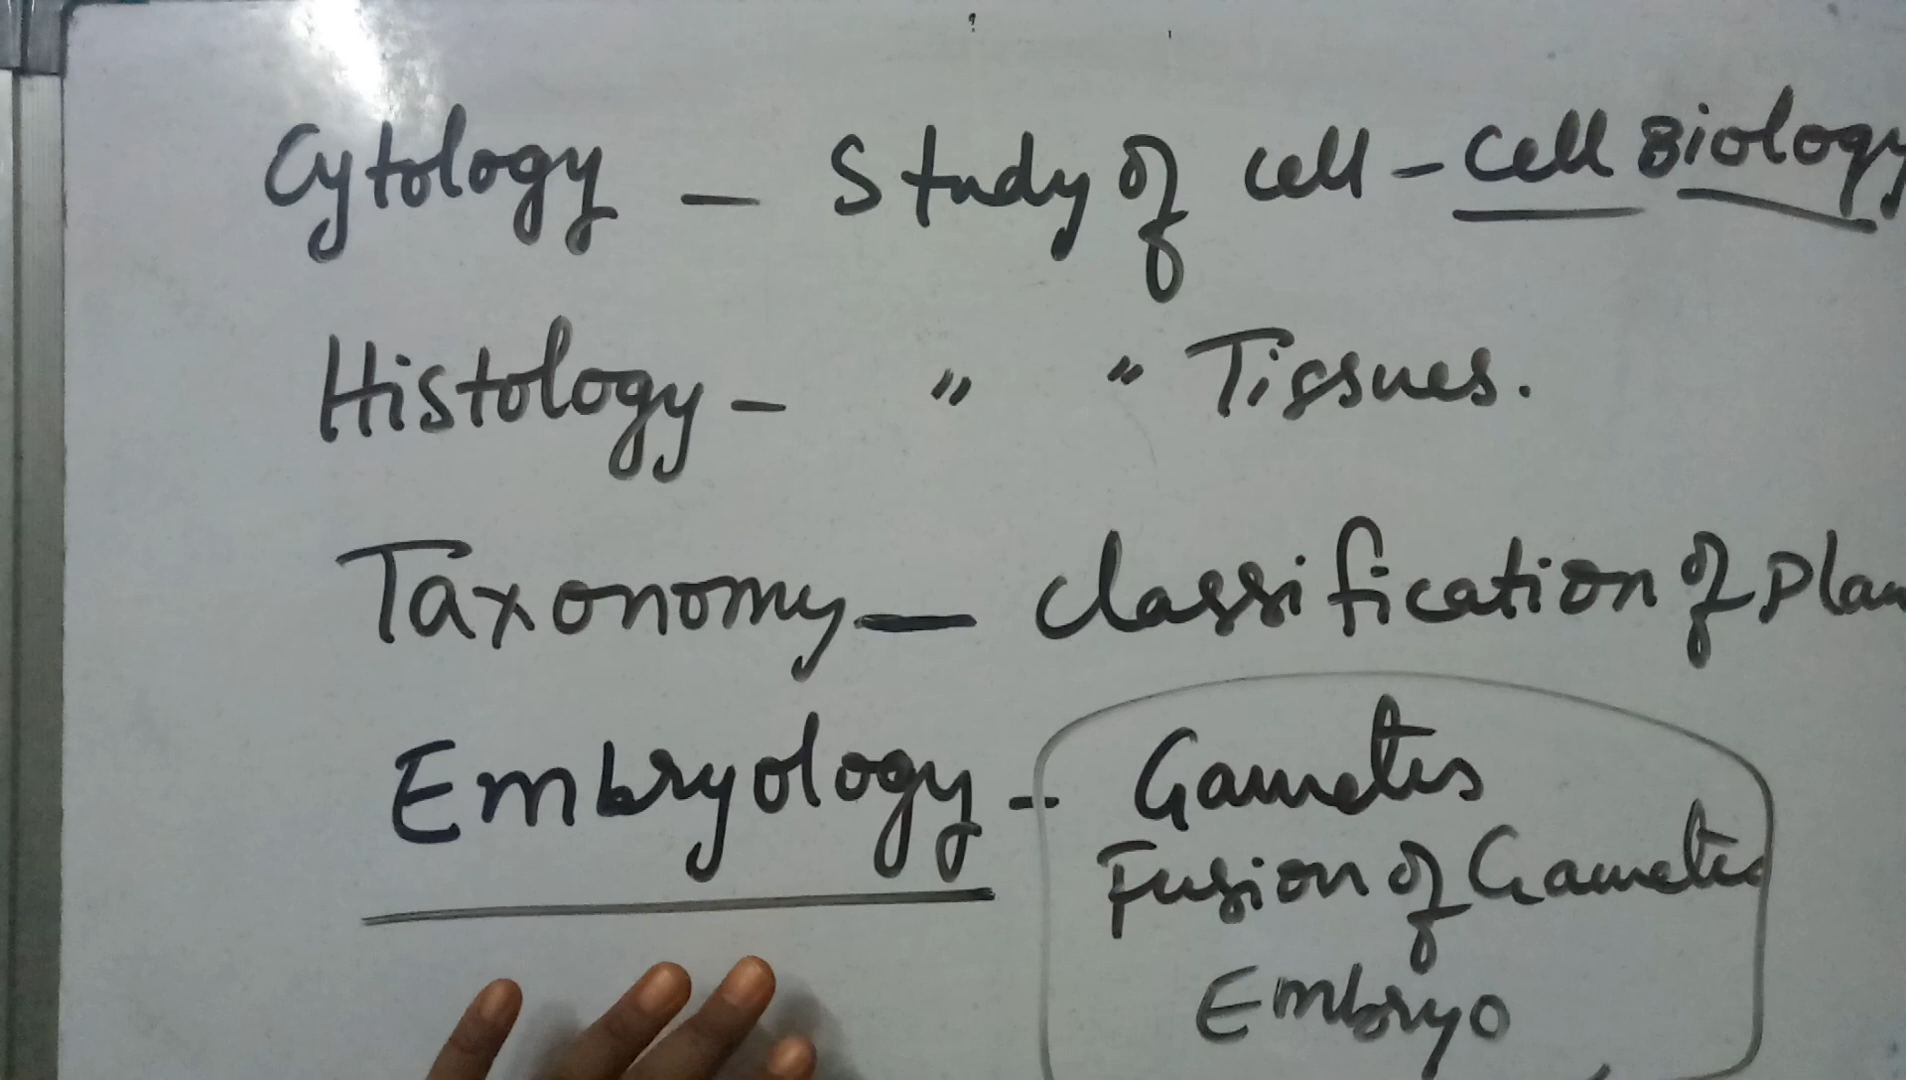 Cytology - Study of cell - Cell Biology
Histology - " " Tissues.
Taxonomy - classification of Plan
Embryology - Gametes
Fusion of Gametes
Embryo